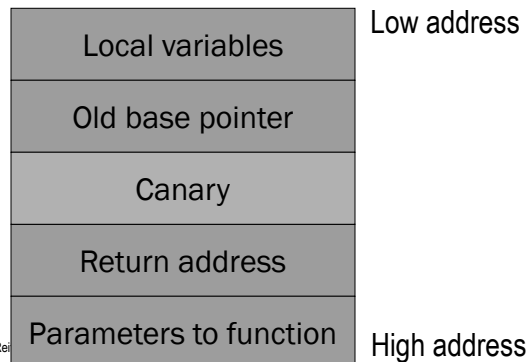 Low address
Local variables
Old base pointer
Canary
Return address
Parameters to function
High address